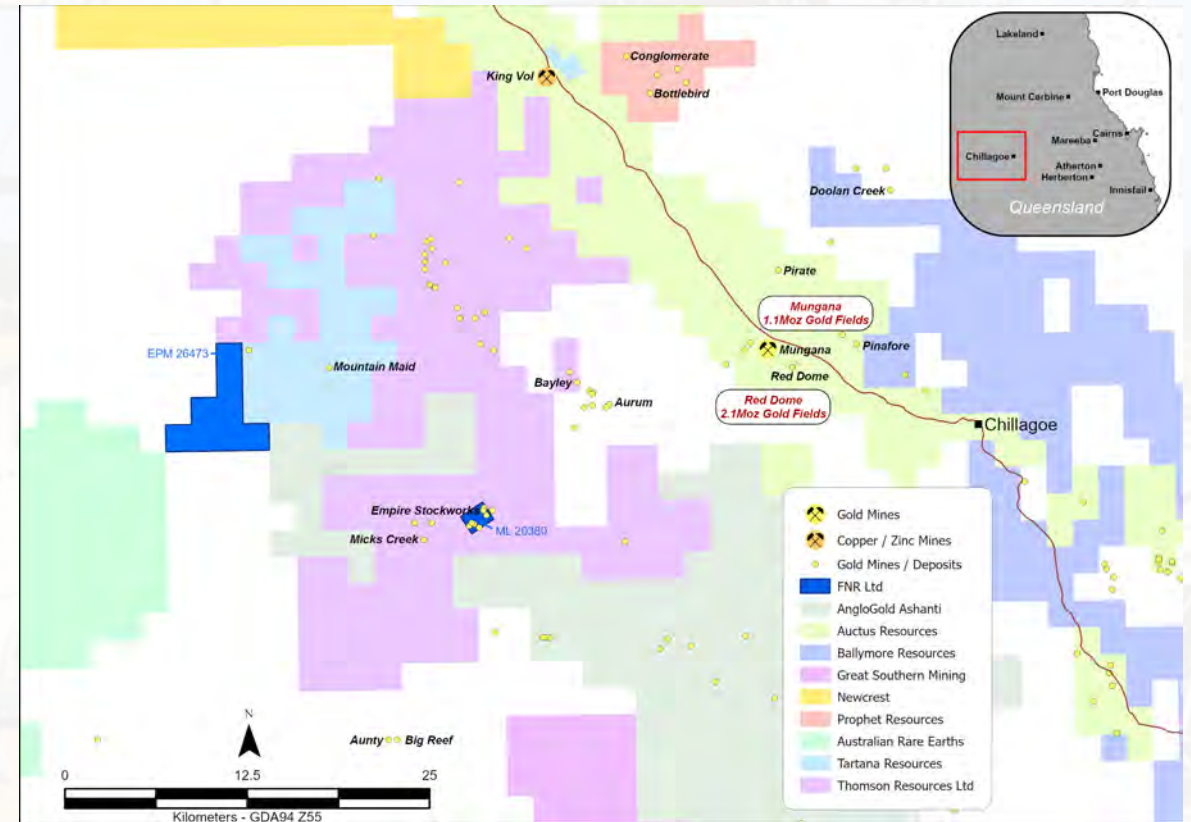 Conglomerate
King Vol
Bottlebird
Lakeland
Mount Carbine
Port Douglas
Cairns
Mareeba
Chillagoe
Atherton
Herberton
Innisfail
Queensland
Doolan Creek
Pirate
Mungana
1.1Moz Gold Fields
EPM 26473
Mungana
Pinafore
Mountain Maid
Red Dome
Bayley
Aurum
Red Dome
2.1Moz Gold Fields
Chillagoe
Empire Stockworks
ML 20380
Micks Creek
Gold Mines
Copper / Zinc Mines
Gold Mines / Deposits
FNR Ltd
AngloGold Ashanti
Auctus Resources
Ballymore Resources
Great Southern Mining
Newcrest
Prophet Resources
Australian Rare Earths
Tartana Resources
Thomson Resources Ltd
N
Aunty
Big Reef
0 12.5 25
Kilometers - GDA94 Z55